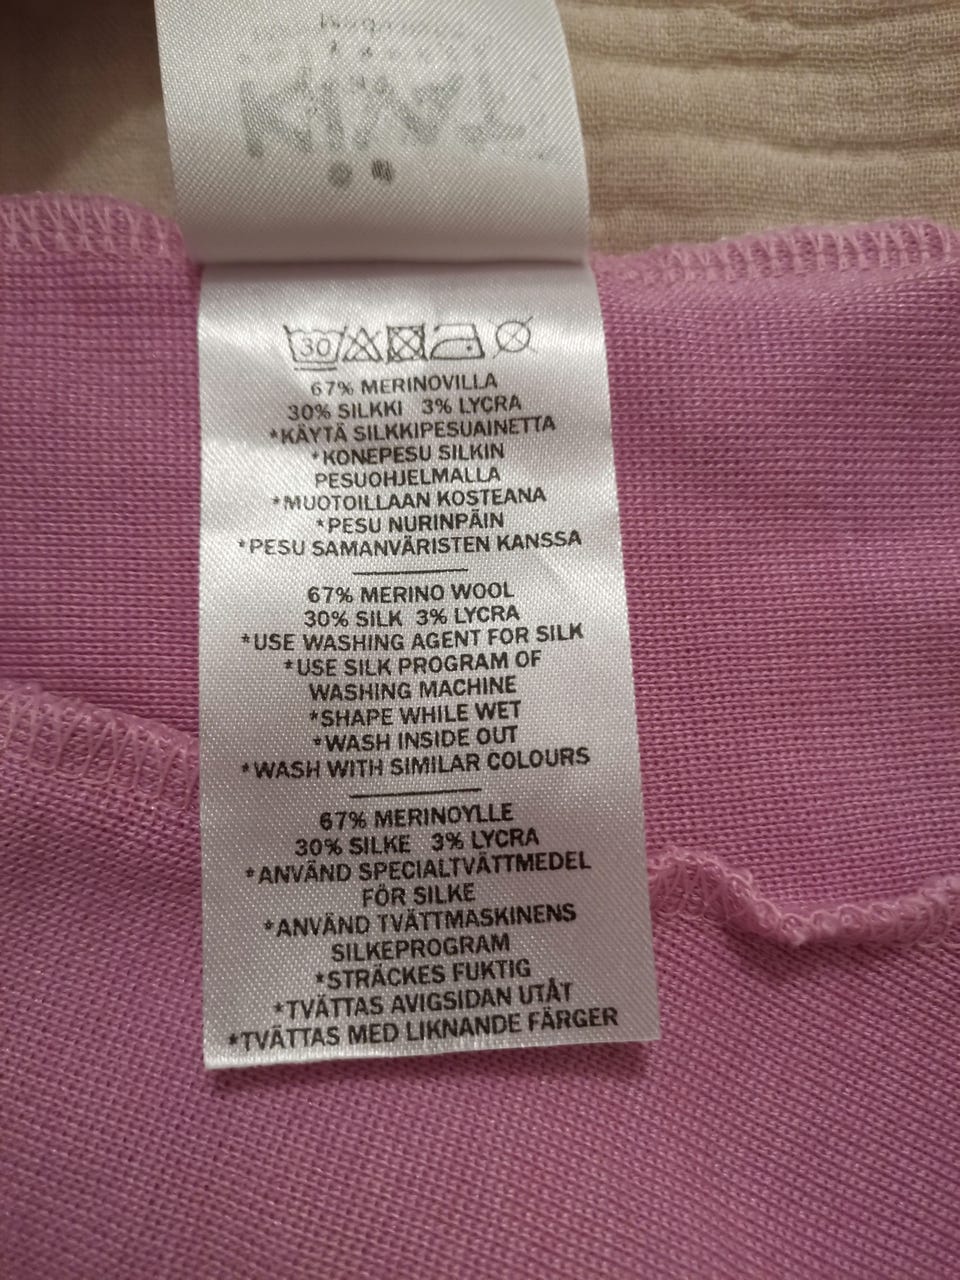 30
67% MERINOVILLA
30% SILKKI 3% LYCRA
*KÄYTÄ SILKKIPESUAINETTA
*KONEPESU SILKIN
PESUOHJELMALLA
*MUOTOILLAAN KOSTEANA
*PESU NURINPÄIN
*PESU SAMANVÄRISTEN KANSSA
67% MERINO WOOL
30% SILK 3% LYCRA
*USE WASHING AGENT FOR SILK
*USE SILK PROGRAM OF
WASHING MACHINE
*SHAPE WHILE WET
*WASH INSIDE OUT
*WASH WITH SIMILAR COLOURS
67% MERINOYLLE
30% SILKE 3% LYCRA
*ANVÄND SPECIALTVÄTTMEDEL
FÖR SILKE
*ANVÄND TVÄTTMASKINENS
SILKEPROGRAM
*STRÄCKES FUKTIG
*TVÄTTAS AVIGSIDAN UTÅT
*TVÄTTAS MED LIKNANDE FÄRGER